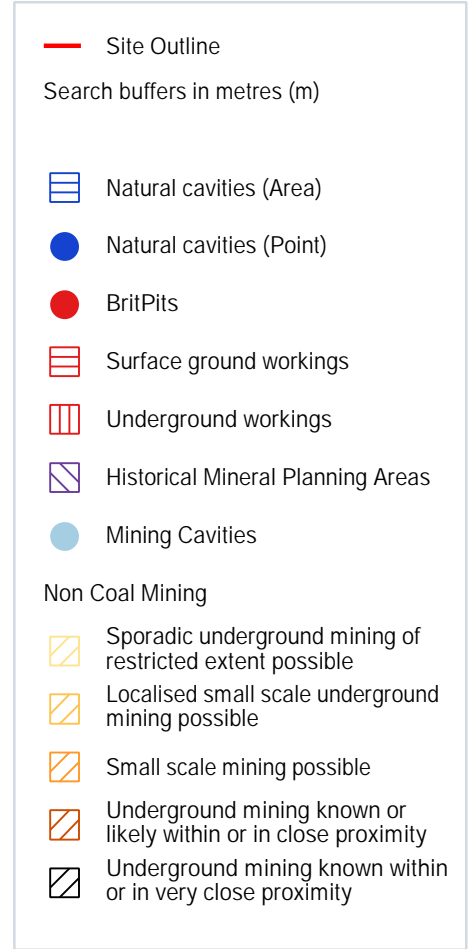 Site Outline
Search buffers in metres (m)
Natural cavities (Area)
Natural cavities (Point)
BritPits
Surface ground workings
Underground workings
Historical Mineral Planning Areas
Mining Cavities
Non Coal Mining
Sporadic underground mining of
restricted extent possible
Localised small scale underground
mining possible
Small scale mining possible
Underground mining known or
likely within or in close proximity
Underground mining known within
or in very close proximity